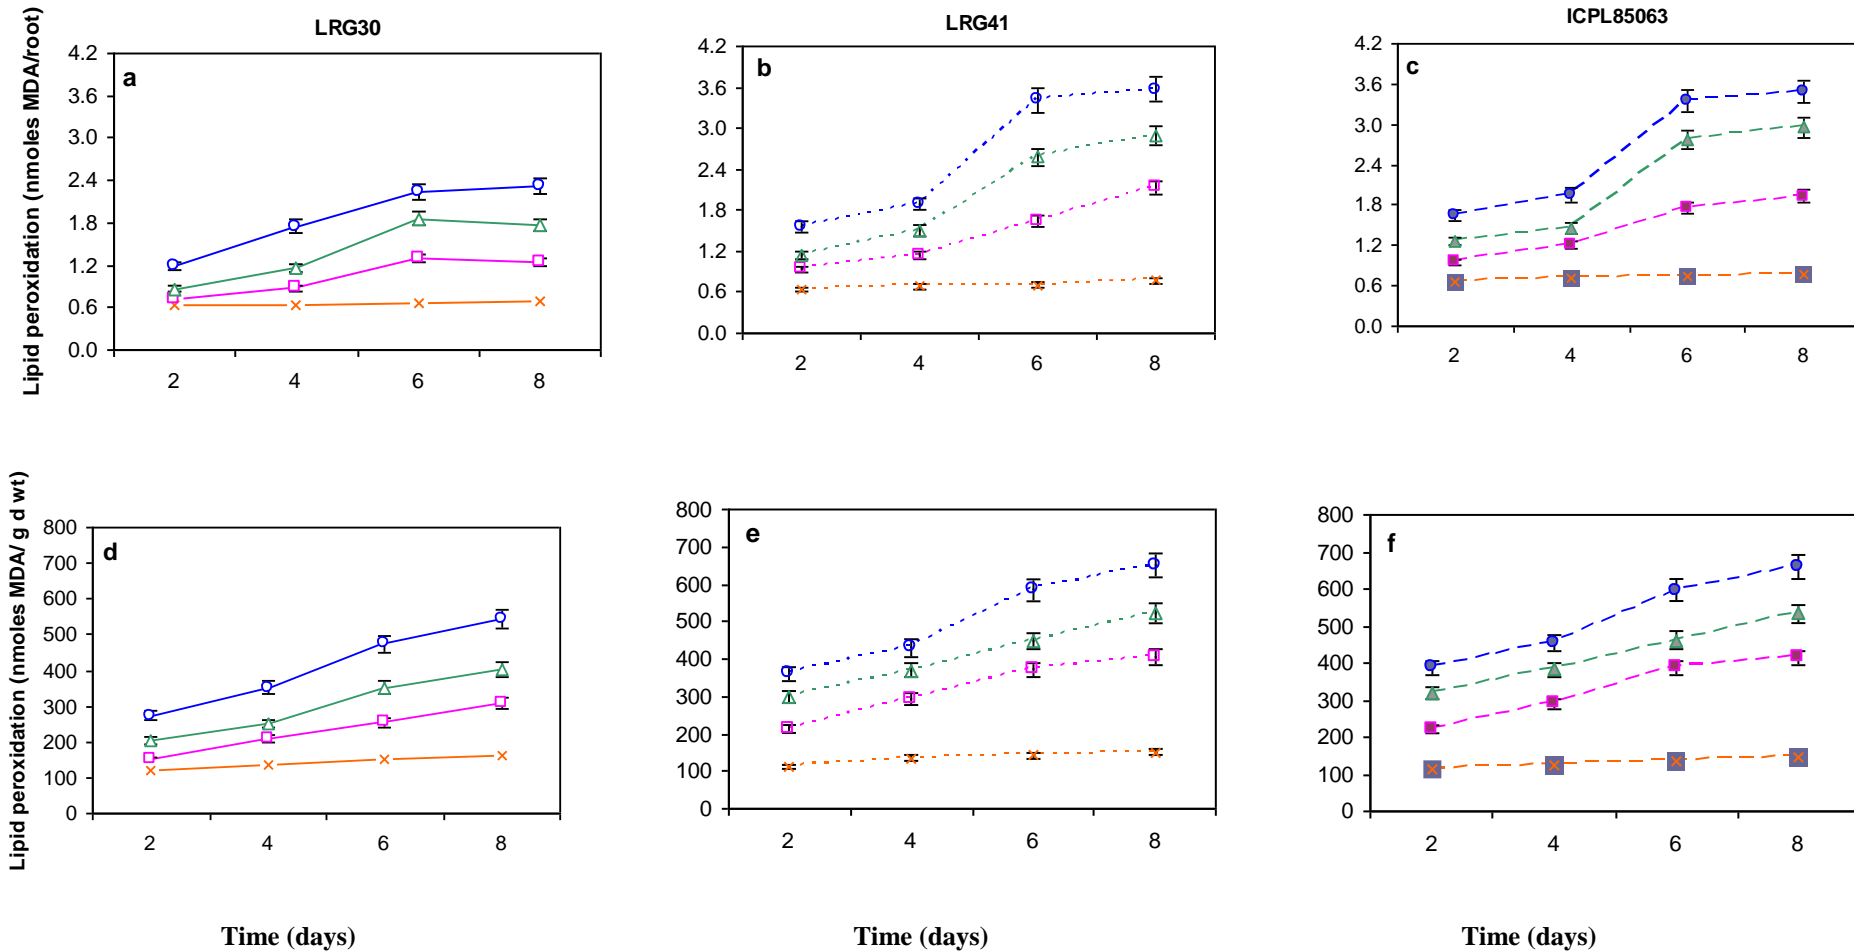 LRG30
LRG41
ICPL85063
Lipid peroxidation (nmoles MDA/root)
a
4.2
3.6
3.0
2.4
1.8
1.2
0.6
0.0
2 4 6 8
b
4.2
3.6
3.0
2.4
1.8
1.2
0.6
0.0
2 4 6 8
c
4.2
3.6
3.0
2.4
1.8
1.2
0.6
0.0
2 4 6 8
Lipid peroxidation (nmoles MDA/ g d wt)
d
800
700
600
500
400
300
200
100
0
2 4 6 8
e
800
700
600
500
400
300
200
100
0
2 4 6 8
f
800
700
600
500
400
300
200
100
0
2 4 6 8
Time (days)
Time (days)
Time (days)